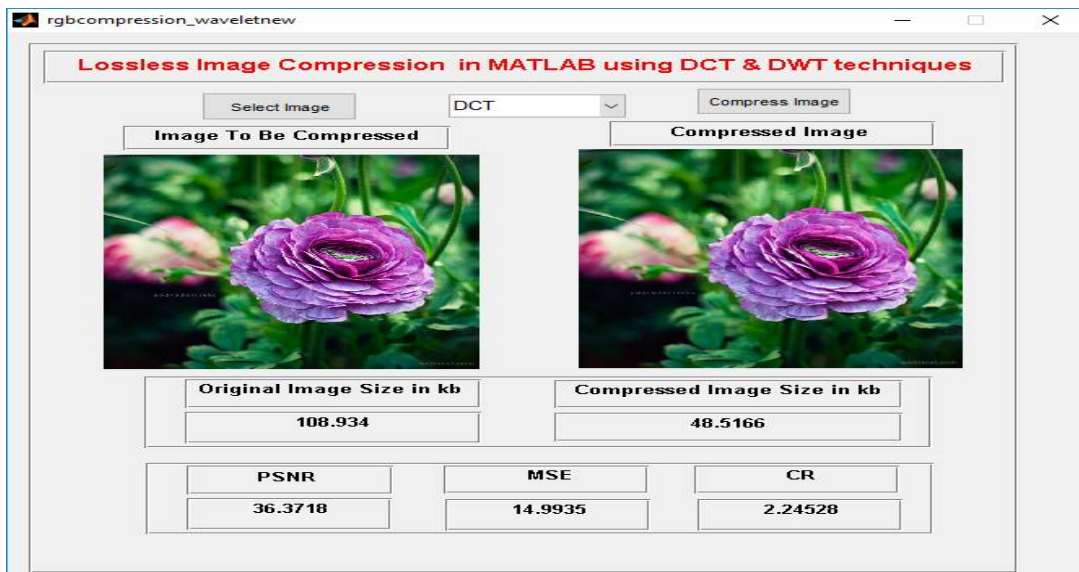 rgbcompression_waveletnew
Lossless Image Compression in MATLAB using DCT & DWT techniques
Select Image
DCT
Compress Image
Image To Be Compressed
Compressed Image
Original Image Size in kb
Compressed Image Size in kb
108.934
48.5166
PSNR
MSE
CR
36.3718
14.9935
2.24528